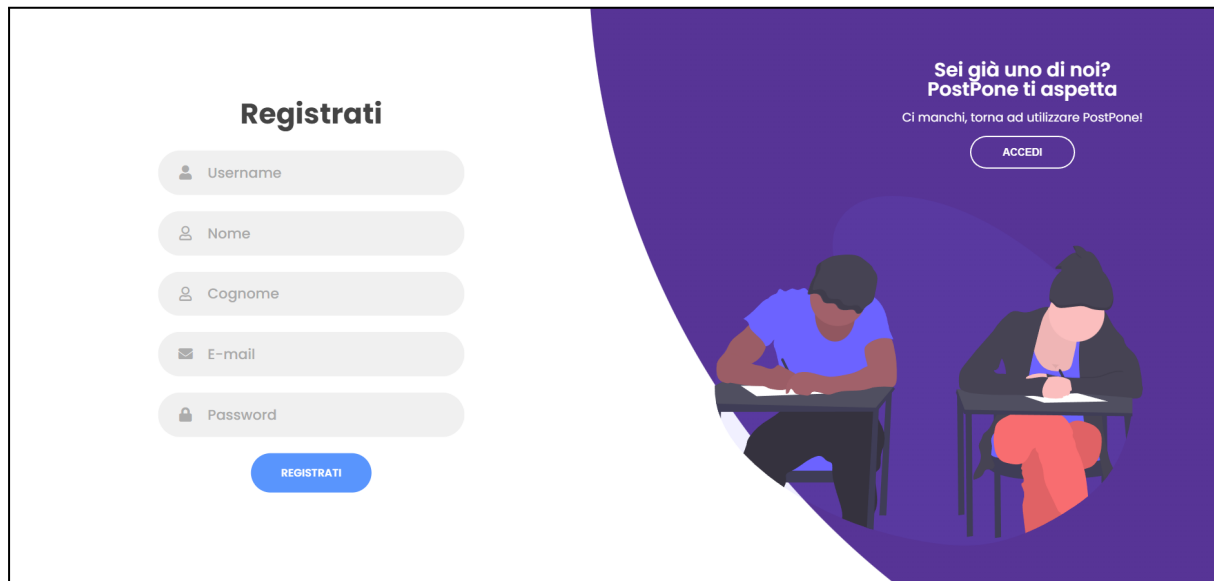 Registrati
Username
Nome
Cognome
E-mail
Password
REGISTRATI
Sei già uno di noi?
PostPone ti aspetta
Ci manchi, torna ad utilizzare PostPone!
ACCEDI